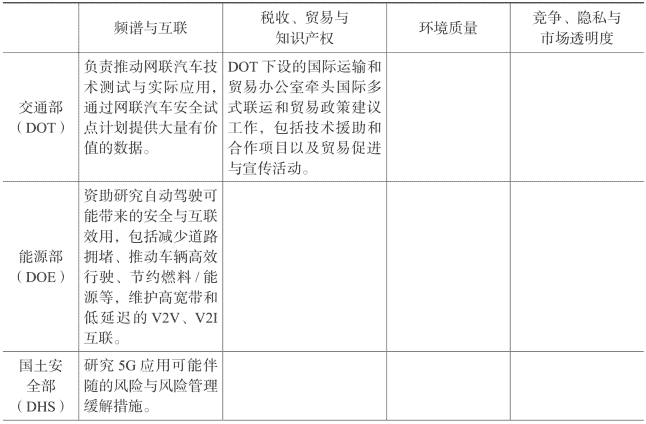 频谱与互联
税收、贸易与
知识产权
环境质量
竞争、隐私与
市场透明度
交通部
（DOT）
负责推动网联汽车技
术测试与实际应用，
通过网联汽车安全试
点计划提供大量有价
值的数据。
DOT 下设的国际运输和
贸易办公室牵头国际多
式联运和贸易政策建议
工作，包括技术援助和
合作项目以及贸易促进
与宣传活动。
能源部
（DOE）
资助研究自动驾驶可
能带来的安全与互联
效用，包括减少道路
拥堵、推动车辆高效
行驶、节约燃料 / 能
源等，维护高宽带和
低延迟的 V2V、V2I
互联。
国土安
全部
（DHS）
研究 5G 应用可能伴
随的风险与风险管理
缓解措施。